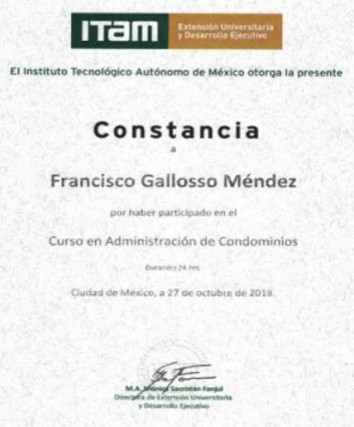 ITAM
Extensión Universitaria
y Desarrollo Ejecutivo
El Instituto Tecnológico Autónomo de México otorga la presente
Constancia
a
Francisco Gallosso Méndez
por haber participado en el
Curso en Administración de Condominios
Duración 24 hrs.
Ciudad de México, a 27 de octubre de 2018.
M.A. Mónica Sacristán Fanjul
Directora de Extensión Universitaria
y Desarrollo Ejecutivo